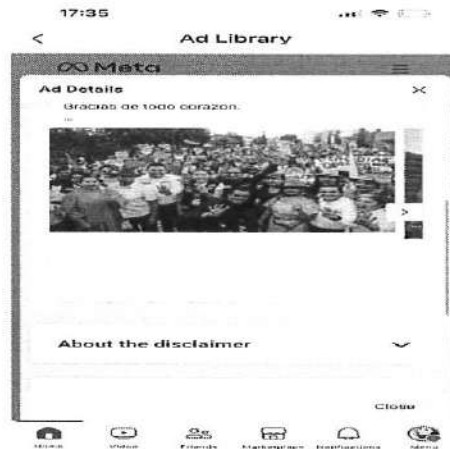 17:35
Ad Library
Meta
Ad Details
Gracias de todo corazon.
...
About the disclaimer
Close
Home Video Friends Marketplace Notifications Menu